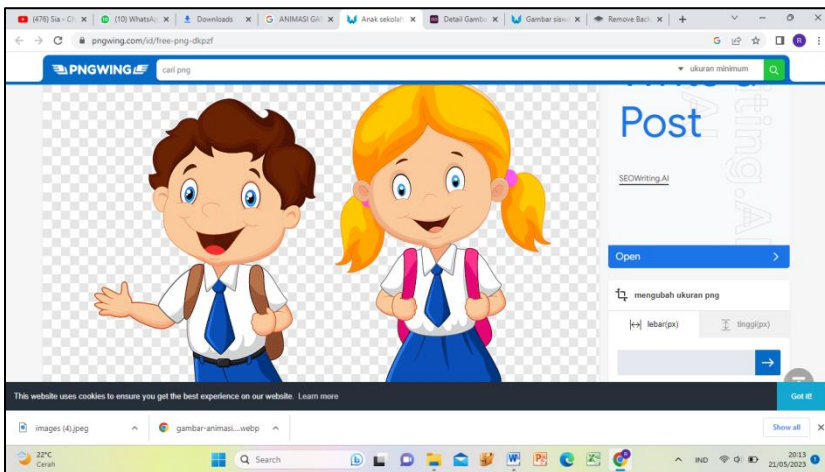 (476) Sia - Ch
(10) WhatsAp
Downloads
ANIMASI GA
Anak sekolah
Detail Gamba
Gambar sisw
Remove Back
pngwing.com/id/free-png-dkpzf
PNGWING
cari png
ukuran minimum
Post
SEOWriting.AI
Open
mengubah ukuran png
lebar(px)
tinggi(px)
This website uses cookies to ensure you get the best experience on our website. Learn more
Got it!
images (4).jpeg
gambar-animasi....webp
Show all
22°C
Cerah
Search
IND
20:13
21/05/2023